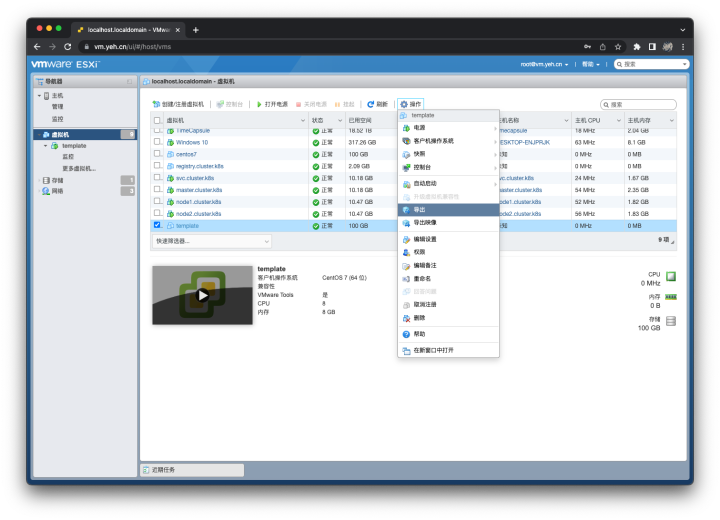 localhost.localdomain - VMwar
vm.yeh.cn/ui/#/host/vms
vmware ESXi
root@vm.yeh.cn
帮助
搜索
导航器
主机
管理
监控
虚拟机
9
template
监控
更多虚拟机...
存储
1
网络
3
localhost.localdomain - 虚拟机
创建/注册虚拟机
控制台
打开电源
关闭电源
挂起
刷新
操作
搜索
虚拟机
状态
已用空间
主机名称
主机 CPU
主机内存
TimeCapsule
正常
18.52 TB
mecapsule
18 MHz
2.04 GB
Windows 10
正常
317.26 GB
ESKTOP-ENJPRJK
63 MHz
8.1 GB
centos7
正常
100 GB
知
0 MHz
0 MB
registry.cluster.k8s
正常
2.09 GB
知
0 MHz
0 MB
svc.cluster.k8s
正常
10.18 GB
vc.cluster.k8s
24 MHz
1.67 GB
master.cluster.k8s
正常
10.18 GB
aster.cluster.k8s
54 MHz
2.35 GB
node1.cluster.k8s
正常
10.47 GB
ode1.cluster.k8s
52 MHz
1.82 GB
node2.cluster.k8s
正常
10.47 GB
ode2.cluster.k8s
56 MHz
1.83 GB
template
正常
100 GB
知
0 MHz
0 MB
快速筛选器...
9 项
template
电源
客户机操作系统
快照
控制台
自动启动
升级虚拟机兼容性
导出
导出映像
编辑设置
权限
编辑备注
重命名
应答问题
取消注册
删除
帮助
在新窗口中打开
template
客户机操作系统
CentOS 7 (64 位)
兼容性
VMware Tools
是
CPU
8
内存
8 GB
CPU
0 MHz
内存
0 B
存储
100 GB
近期任务